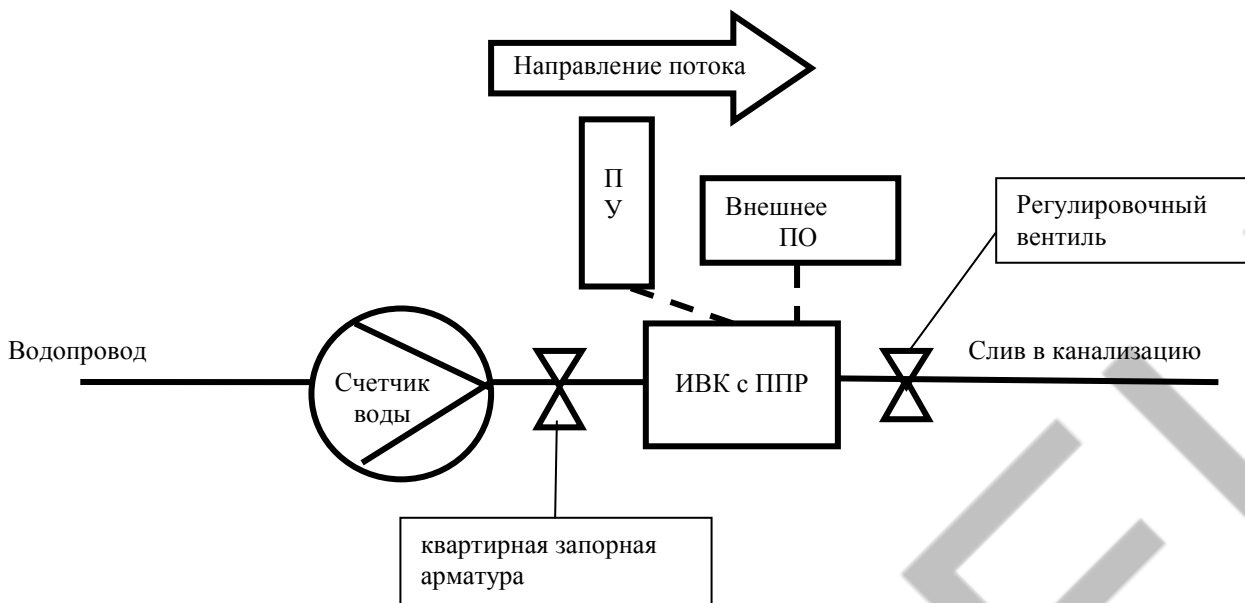 Направление потока
П
У
Внешнее
ПО
Регулировочный
вентиль
Водопровод
Счетчик
воды
ИВК с ППР
Слив в канализацию
квартирная запорная
арматура